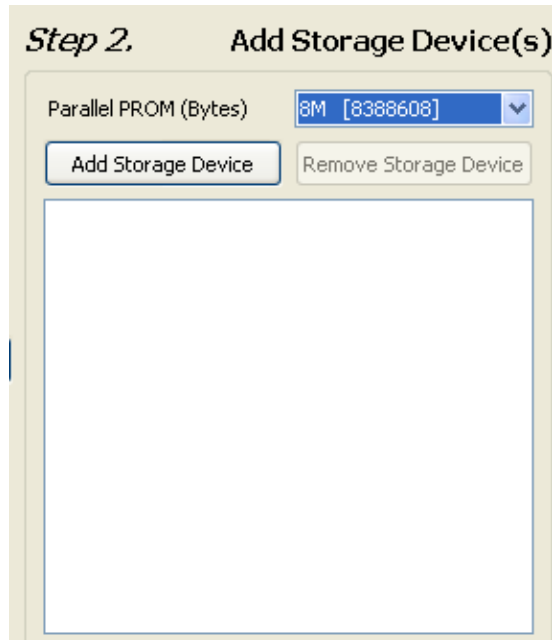 Step 2. Add Storage Device(s)
Parallel PROM (Bytes) 8M [8388608]
Add Storage Device Remove Storage Device